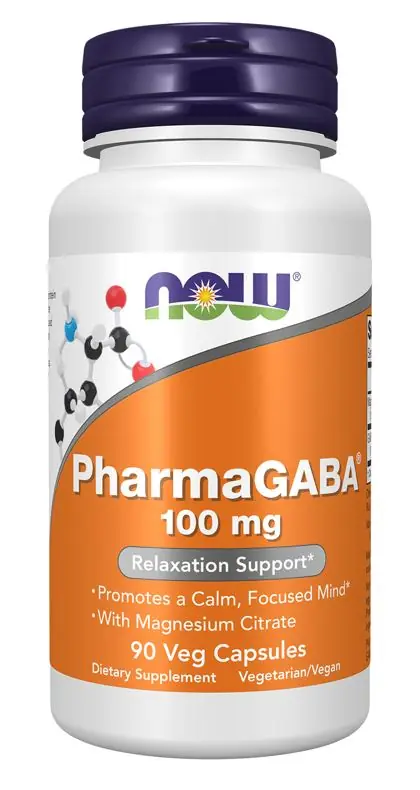 now®
PharmaGABA®
100 mg
Relaxation Support*
• Promotes a Calm, Focused Mind*
• With Magnesium Citrate
90 Veg Capsules
Dietary Supplement Vegetarian/Vegan